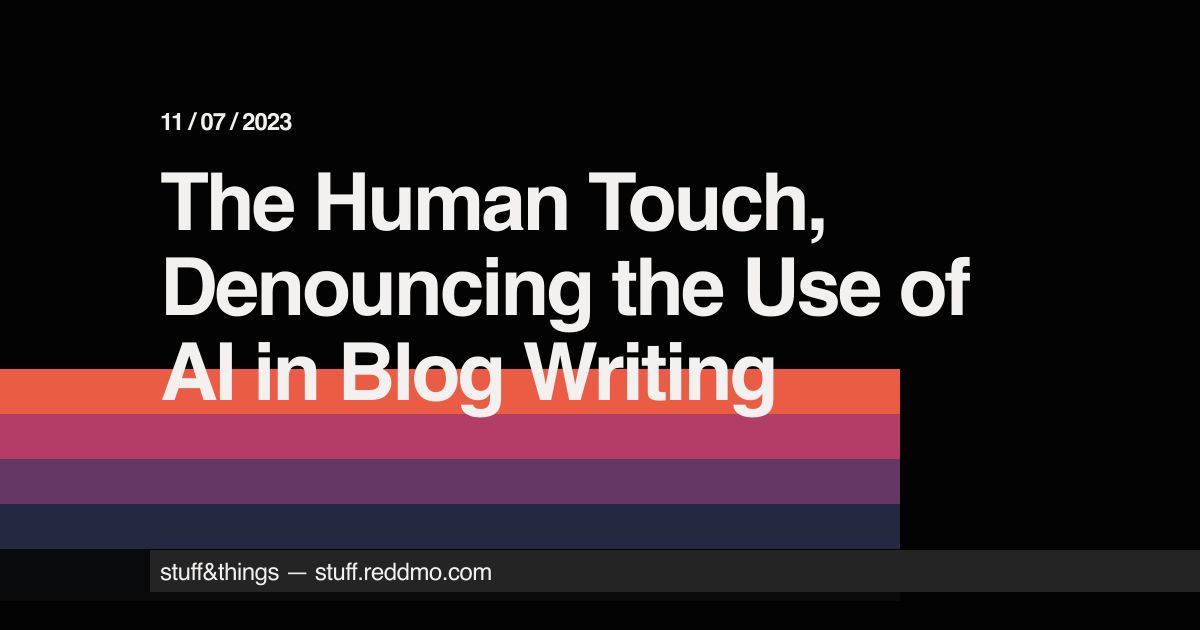 11 / 07 / 2023
The Human Touch,
Denouncing the Use of
AI in Blog Writing
stuff&things — stuff.reddmo.com